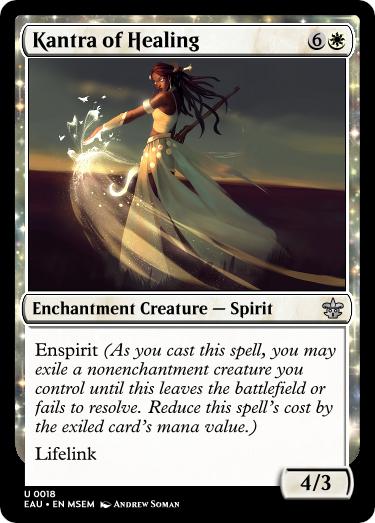 Kantra of Healing 6
Enchantment Creature — Spirit
Enspirit (As you cast this spell, you may
exile a nonenchantment creature you
control until this leaves the battlefield or
fails to resolve. Reduce this spell's cost by
the exiled card's mana value.)
Lifelink
4/3
U 0018
EAU • EN MSEM Andrew Soman